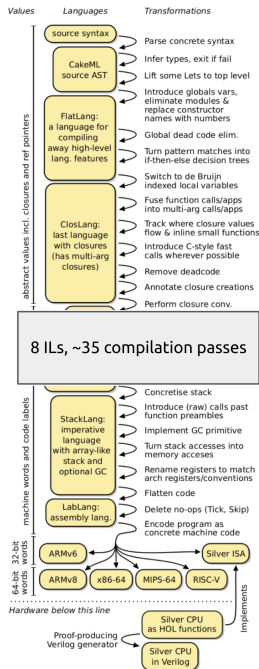 Values Languages Transformations
source syntax
Parse concrete syntax
CakeML
source AST
Infer types, exit if fail
Lift some Lets to top level
Introduce globals vars,
eliminate modules &
replace constructor
names with numbers
FlatLang:
a language for
compiling
away high-level
lang. features
Global dead code elim.
Turn pattern matches into
if-then-else decision trees
Switch to de Bruijn
indexed local variables
ClosLang:
last language
with closures
(has multi-arg
closures)
Fuse function calls/apps
into multi-arg calls/apps
Track where closure values
flow & inline small functions
Introduce C-style fast
calls wherever possible
Remove deadcode
Annotate closure creations
Perform closure conv.
abstract values incl. closures and ref pointers
8 ILs, ~35 compilation passes
Concretise stack
StackLang:
imperative
language
with array-like
stack and
optional GC
Introduce (raw) calls past
function preambles
Implement GC primitive
Turn stack accesses into
memory acceses
Rename registers to match
arch registers/conventions
Flatten code
LabLang:
assembly lang.
Delete no-ops (Tick, Skip)
Encode program as
concrete machine code
machine words and code labels
32-bit
words
ARMv6
Silver ISA
64-bit
words
ARMv8
x86-64
MIPS-64
RISC-V
Hardware below this line
Implements
Silver CPU
as HOL functions
Proof-producing
Verilog generator
Silver CPU
in Verilog